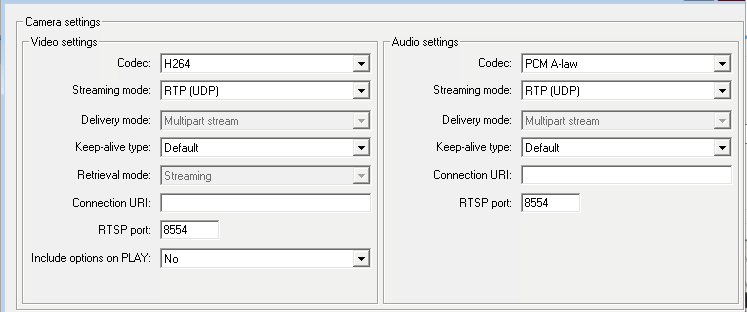 Camera settings
Video settings
Codec: H264
Streaming mode: RTP (UDP)
Delivery mode: Multipart stream
Keep-alive type: Default
Retrieval mode: Streaming
Connection URI:
RTSP port: 8554
Include options on PLAY: No
Audio settings
Codec: PCM A-law
Streaming mode: RTP (UDP)
Delivery mode: Multipart stream
Keep-alive type: Default
Connection URI:
RTSP port: 8554